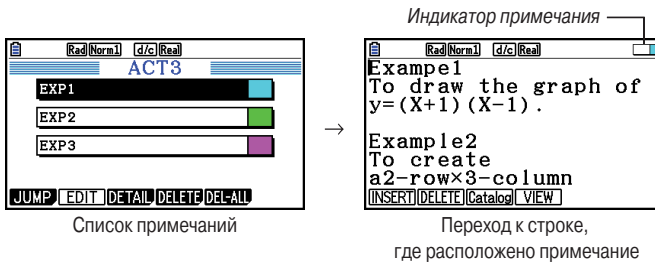 Индикатор примечания
Rad Norm1 d/c Real
ACT3
EXP1
EXP2
EXP3
JUMP EDIT DETAIL DELETE DEL-ALL
Список примечаний
→
Rad Norm1 d/c Real
Exampe1
To draw the graph of
y=(X+1)(X-1).
Example2
To create
a2-row×3-column
INSERT DELETE Catalog VIEW
Переход к строке,
где расположено примечание